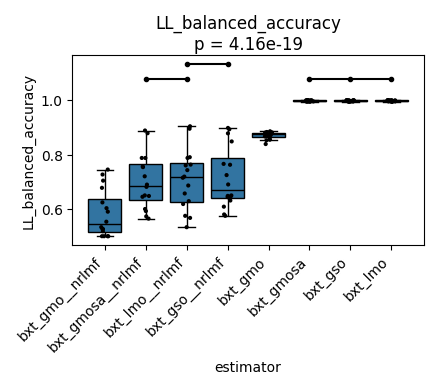 LL_balanced_accuracy
p = 4.16e-19
LL_balanced_accuracy
1.0
0.8
0.6
bxt_gmo__nrlmf
bxt_gmosa__nrlmf
bxt_lmo__nrlmf
bxt_gso__nrlmf
bxt_gmo
bxt_gmosa
bxt_gso
bxt_lmo
estimator